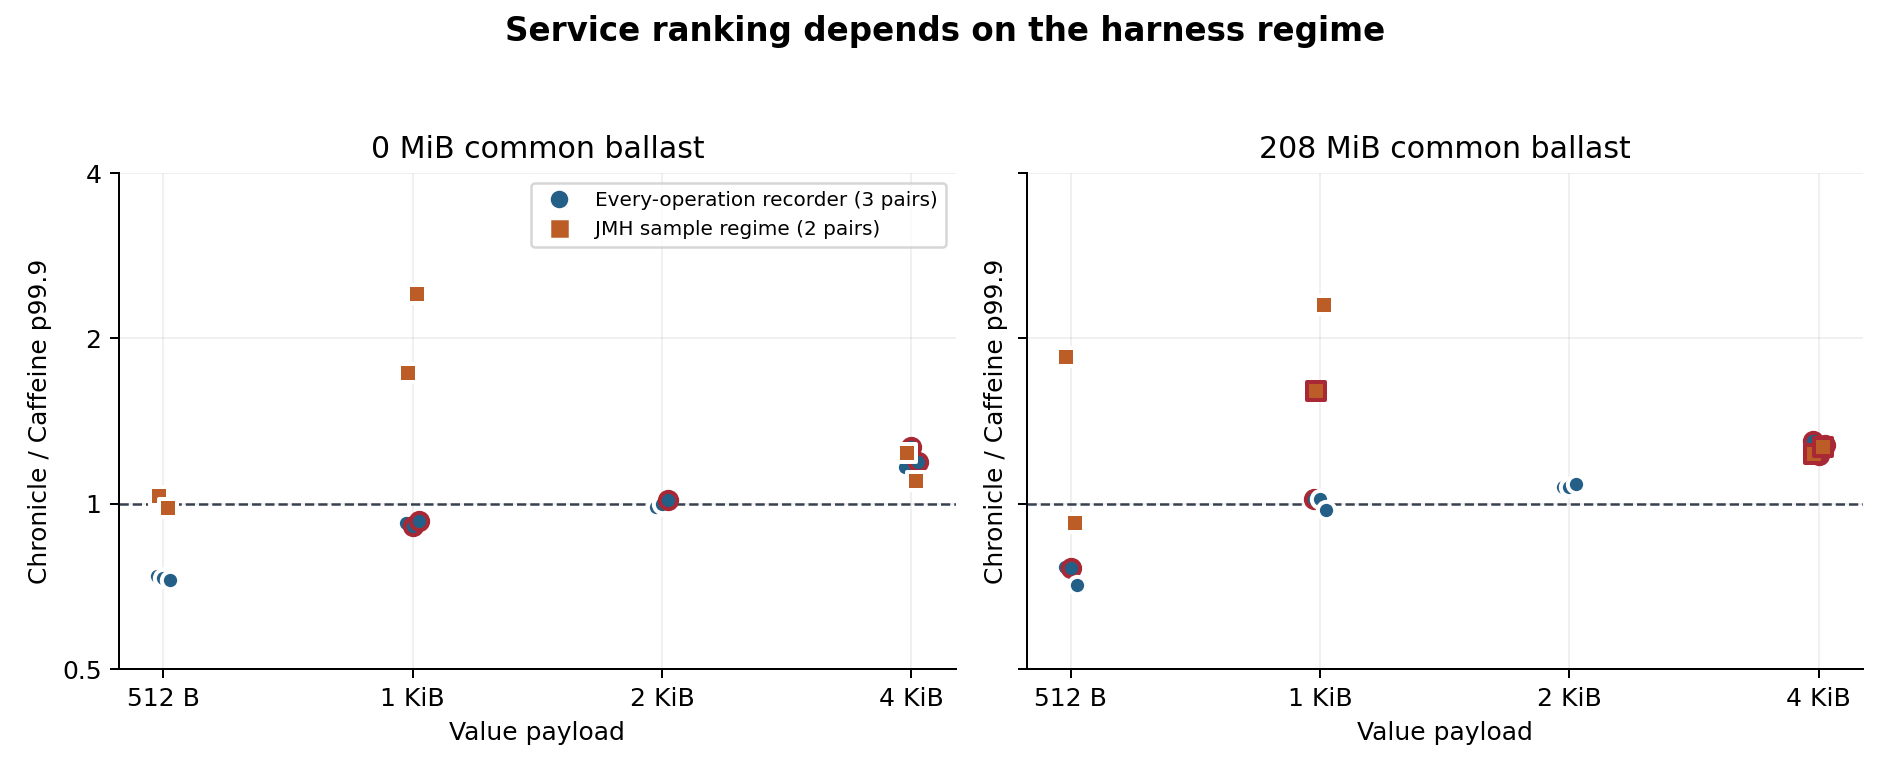 Service ranking depends on the harness regime
0 MiB common ballast
Chronicle / Caffeine p99.9
4
2
1
0.5
Every-operation recorder (3 pairs)
JMH sample regime (2 pairs)
512 B
1 KiB
2 KiB
4 KiB
Value payload
208 MiB common ballast
Chronicle / Caffeine p99.9
512 B
1 KiB
2 KiB
4 KiB
Value payload